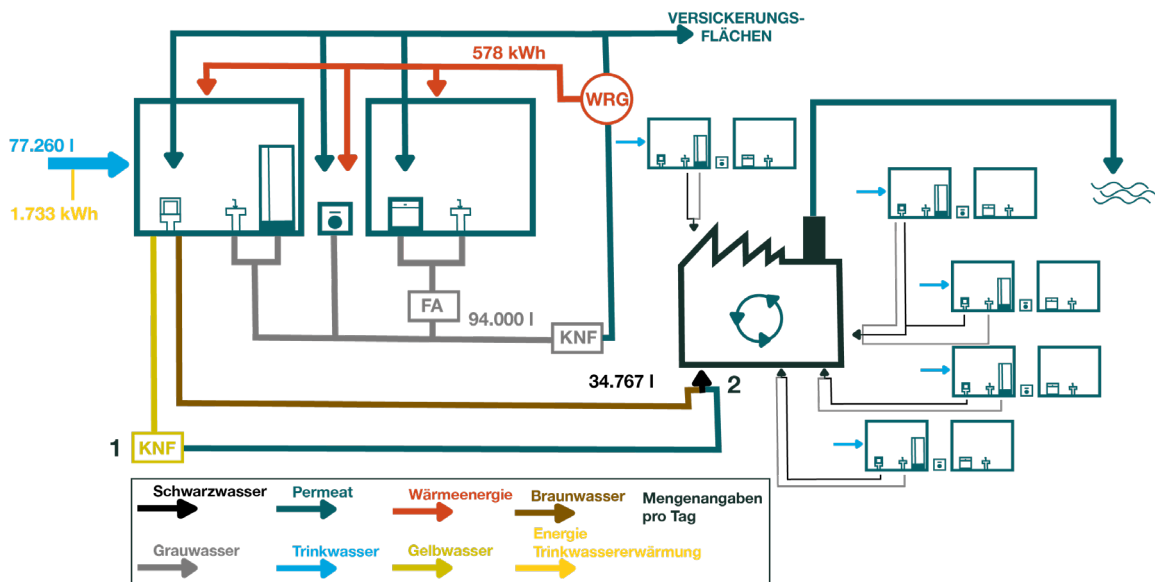 VERSICKERUNGS-
FLÄCHEN
578 kWh
WRG
77.260 l
1.733 kWh
FA
94.000 l
KNF
34.767 l
2
1
KNF
Schwarzwasser
Permeat
Wärmeenergie
Braunwasser
Mengenangaben
pro Tag
Grauwasser
Trinkwasser
Gelbwasser
Energie
Trinkwassererwärmung